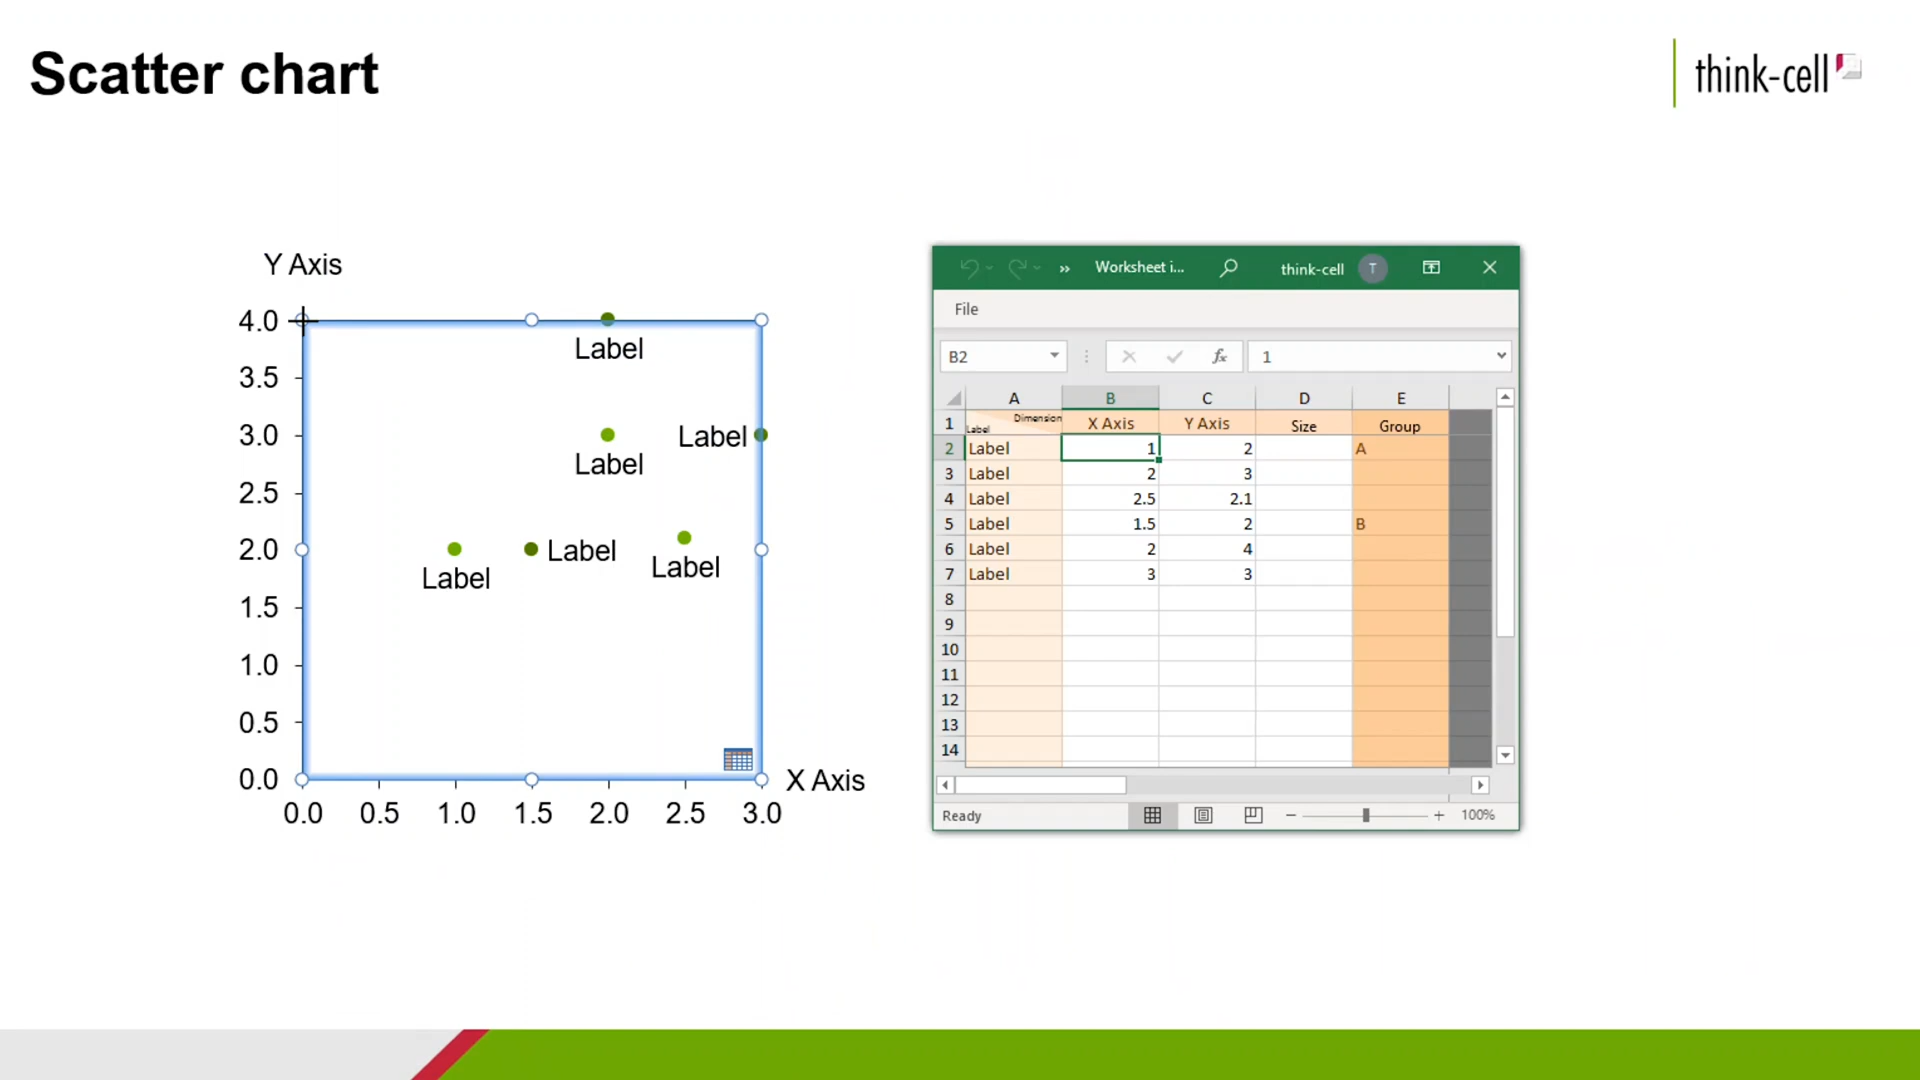 Scatter chart
think-cell
Y Axis
4.0
3.5
3.0
2.5
2.0
1.5
1.0
0.5
0.0
Label
Label
Label
Label
Label
Label
0.0 0.5 1.0 1.5 2.0 2.5 3.0
X Axis
Worksheet i... think-cell T
File
B2 fx 1
A B C D E
1 Label Dimension X Axis Y Axis Size Group
2 Label 1 2 A
3 Label 2 3
4 Label 2.5 2.1
5 Label 1.5 2 B
6 Label 2 4
7 Label 3 3
8
9
10
11
12
13
14
Ready 100%